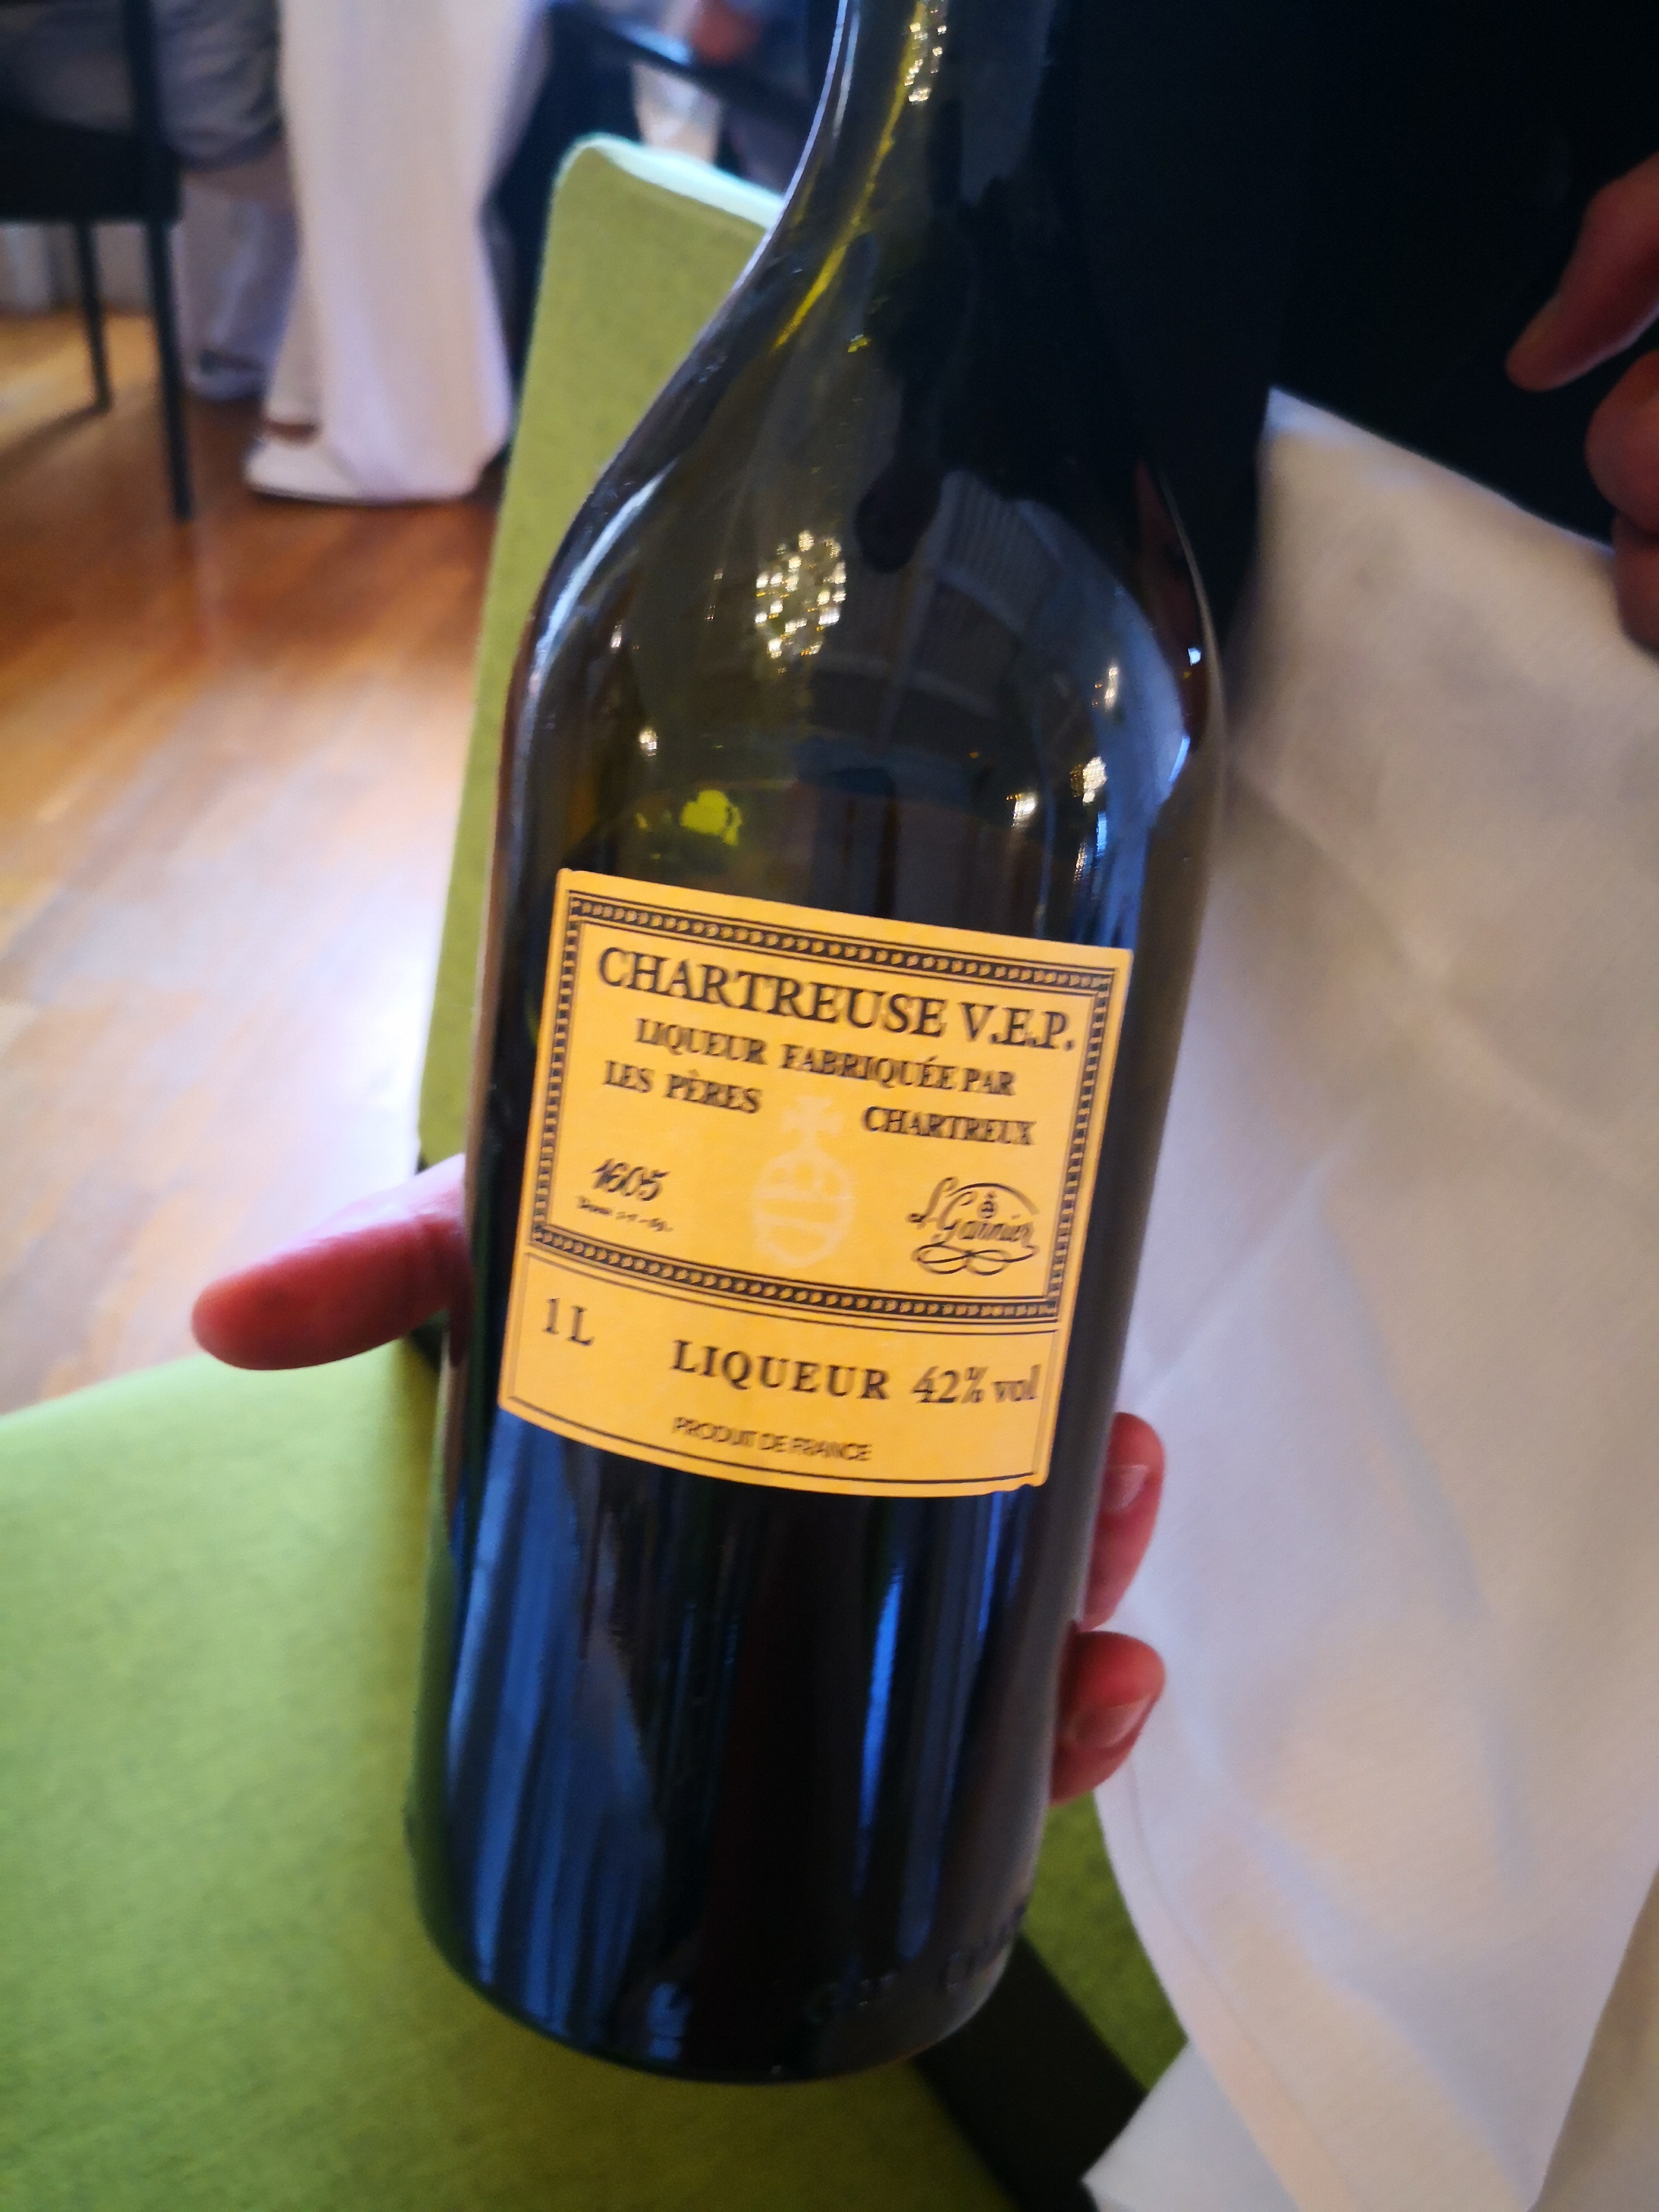 CHARTREUSE V.E.P.
LIQUEUR FABRIQUÉE PAR
LES PÈRES CHARTREUX
1605
L. Garnier
1 L LIQUEUR 42% vol
PRODUIT DE FRANCE